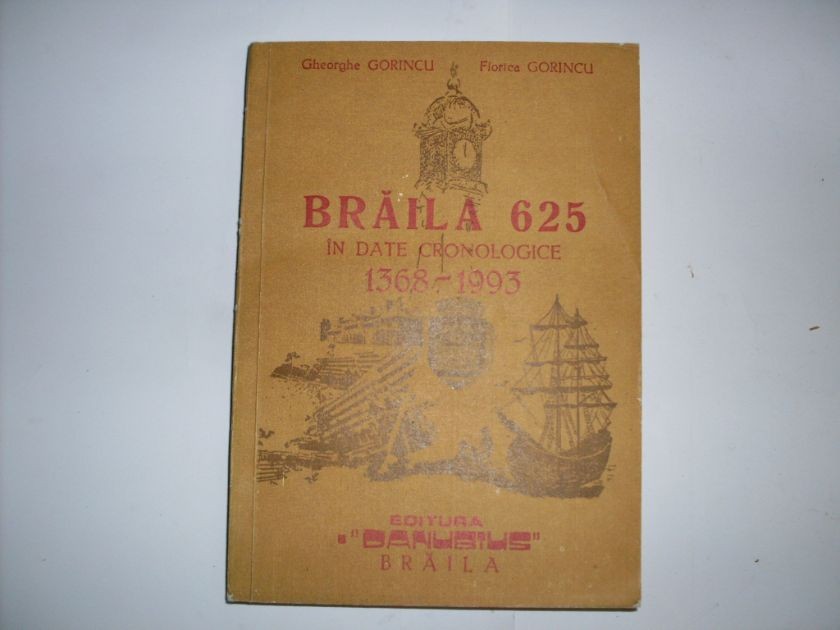 Gheorghe GORINCU Florica GORINCU
BRĂILA 625
ÎN DATE CRONOLOGICE
1368-1993
EDITURA
"DANUBIUS"
BRĂILA